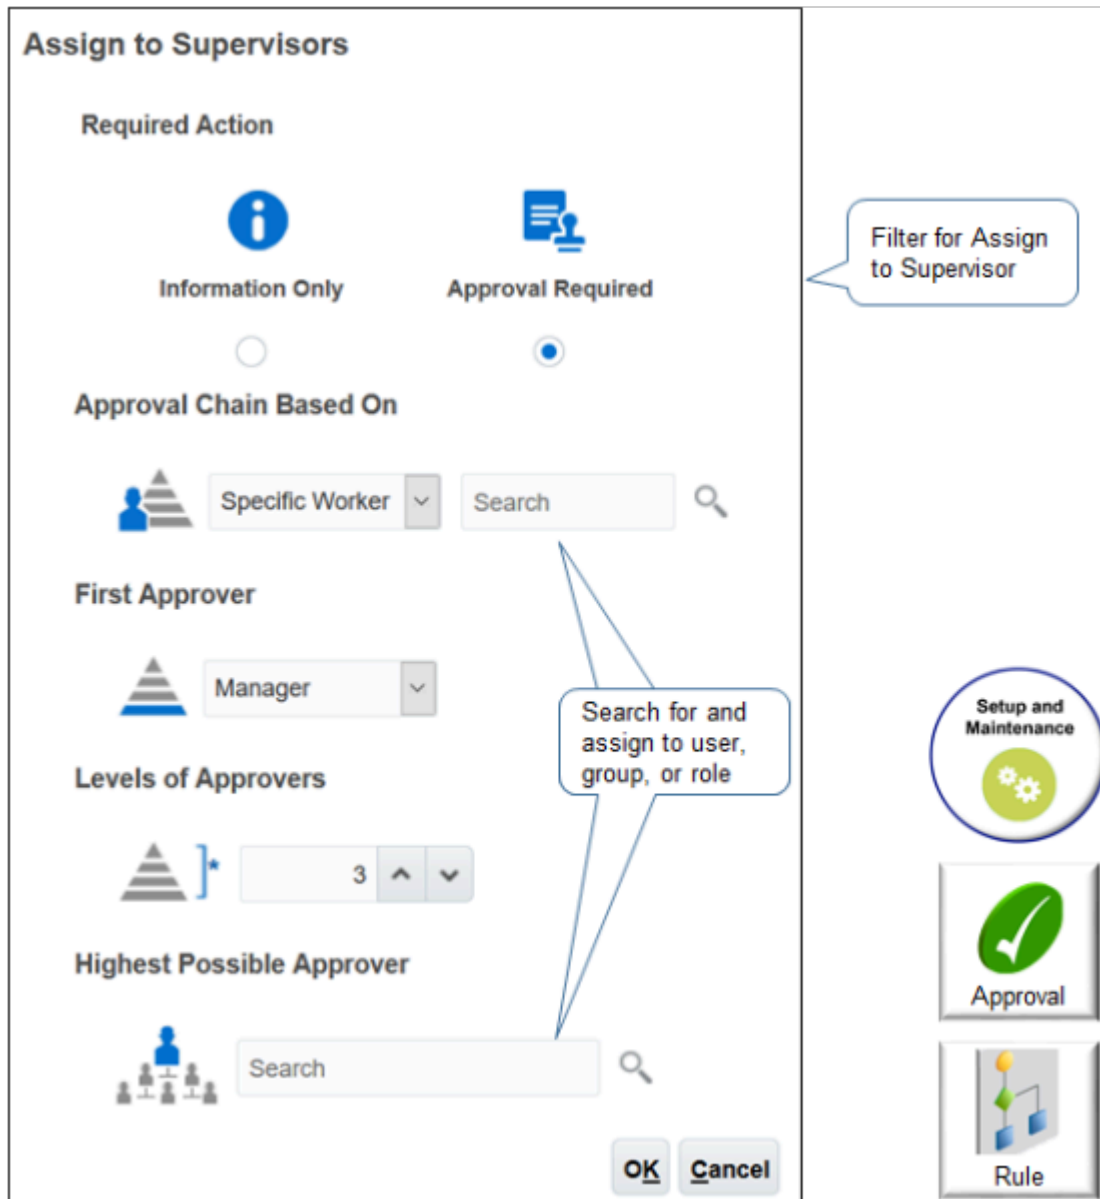 Assign to Supervisors
Required Action
Information Only
Approval Required
Filter for Assign
to Supervisor
Approval Chain Based On
Specific Worker
Search
First Approver
Manager
Search for and
assign to user,
group, or role
Levels of Approvers
*
3
Highest Possible Approver
Search
OK
Cancel
Setup and
Maintenance
Approval
Rule